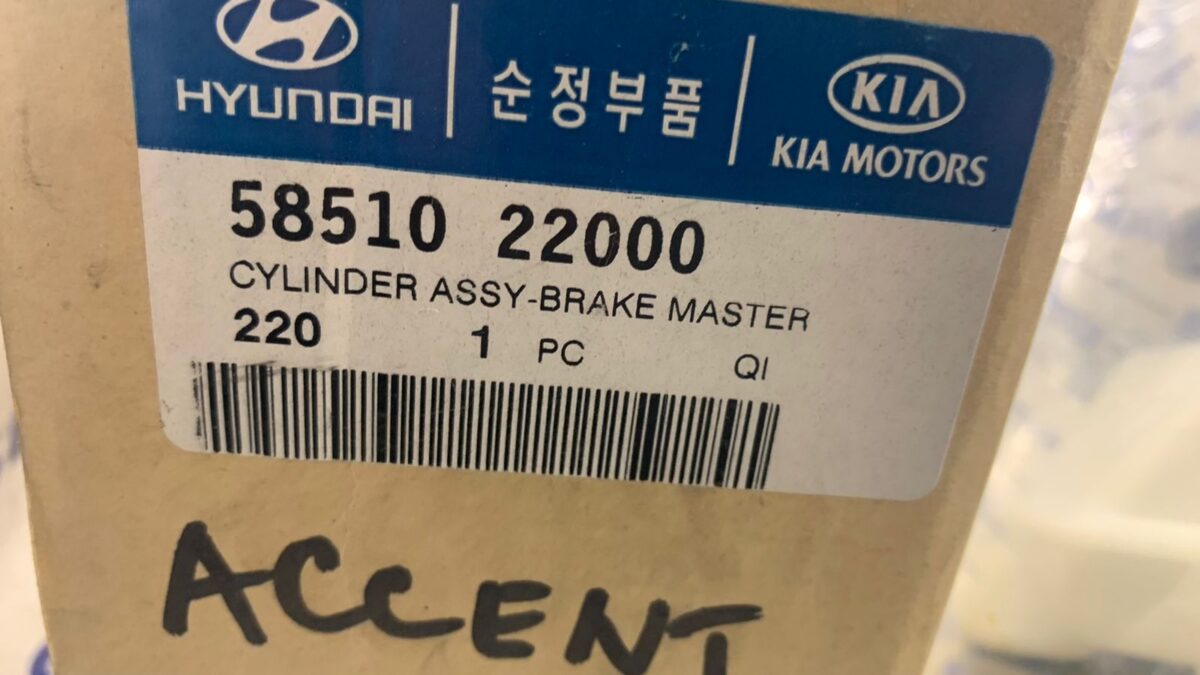 HYUNDAI 순정부품 KIA
KIA MOTORS
58510 22000
CYLINDER ASSY-BRAKE MASTER
220 1 PC QI
ACCENT